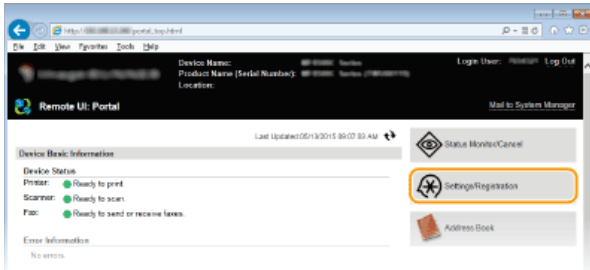 http://
portal_top.html
File Edit View Favorites Tools Help
Device Name: Series
Product Name (Serial Number): Series
Location:
Login User: Log Out
Remote UI: Portal
Mail to System Manager
Last Updated:05/13/2015 09:07:03 AM
Device Basic Information
Device Status
Printer: Ready to print.
Scanner: Ready to scan.
Fax: Ready to send or receive faxes.
Error Information
No errors.
Status Monitor/Cancel
Settings/Registration
Address Book